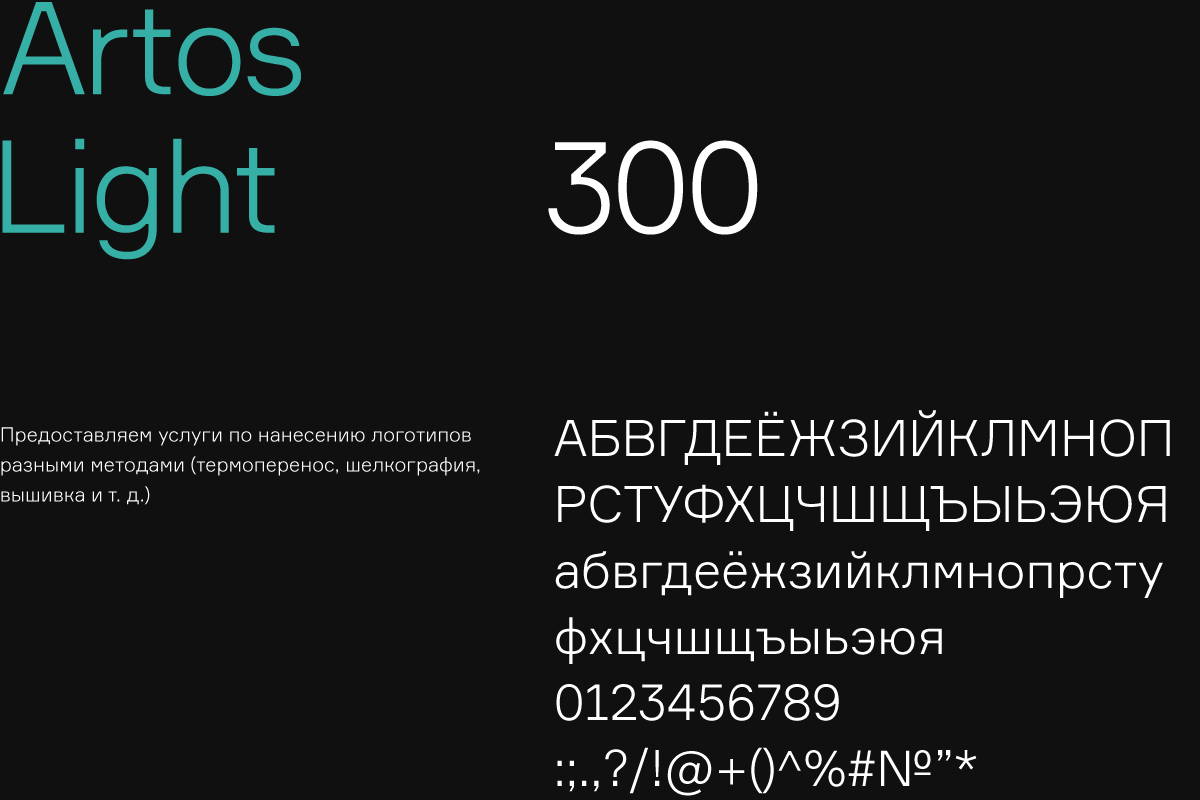 Artos
Light
300
Предоставляем услуги по нанесению логотипов
разными методами (термоперенос, шелкография,
вышивка и т. д.)
АБВГДЕЁЖЗИЙКЛМНОП
РСТУФХЦЧШЩЪЫЬЭЮЯ
абвгдеёжзийклмнопрсту
фхцчшщъыьэюя
0123456789
:;.,?/!@+()^%#№”*